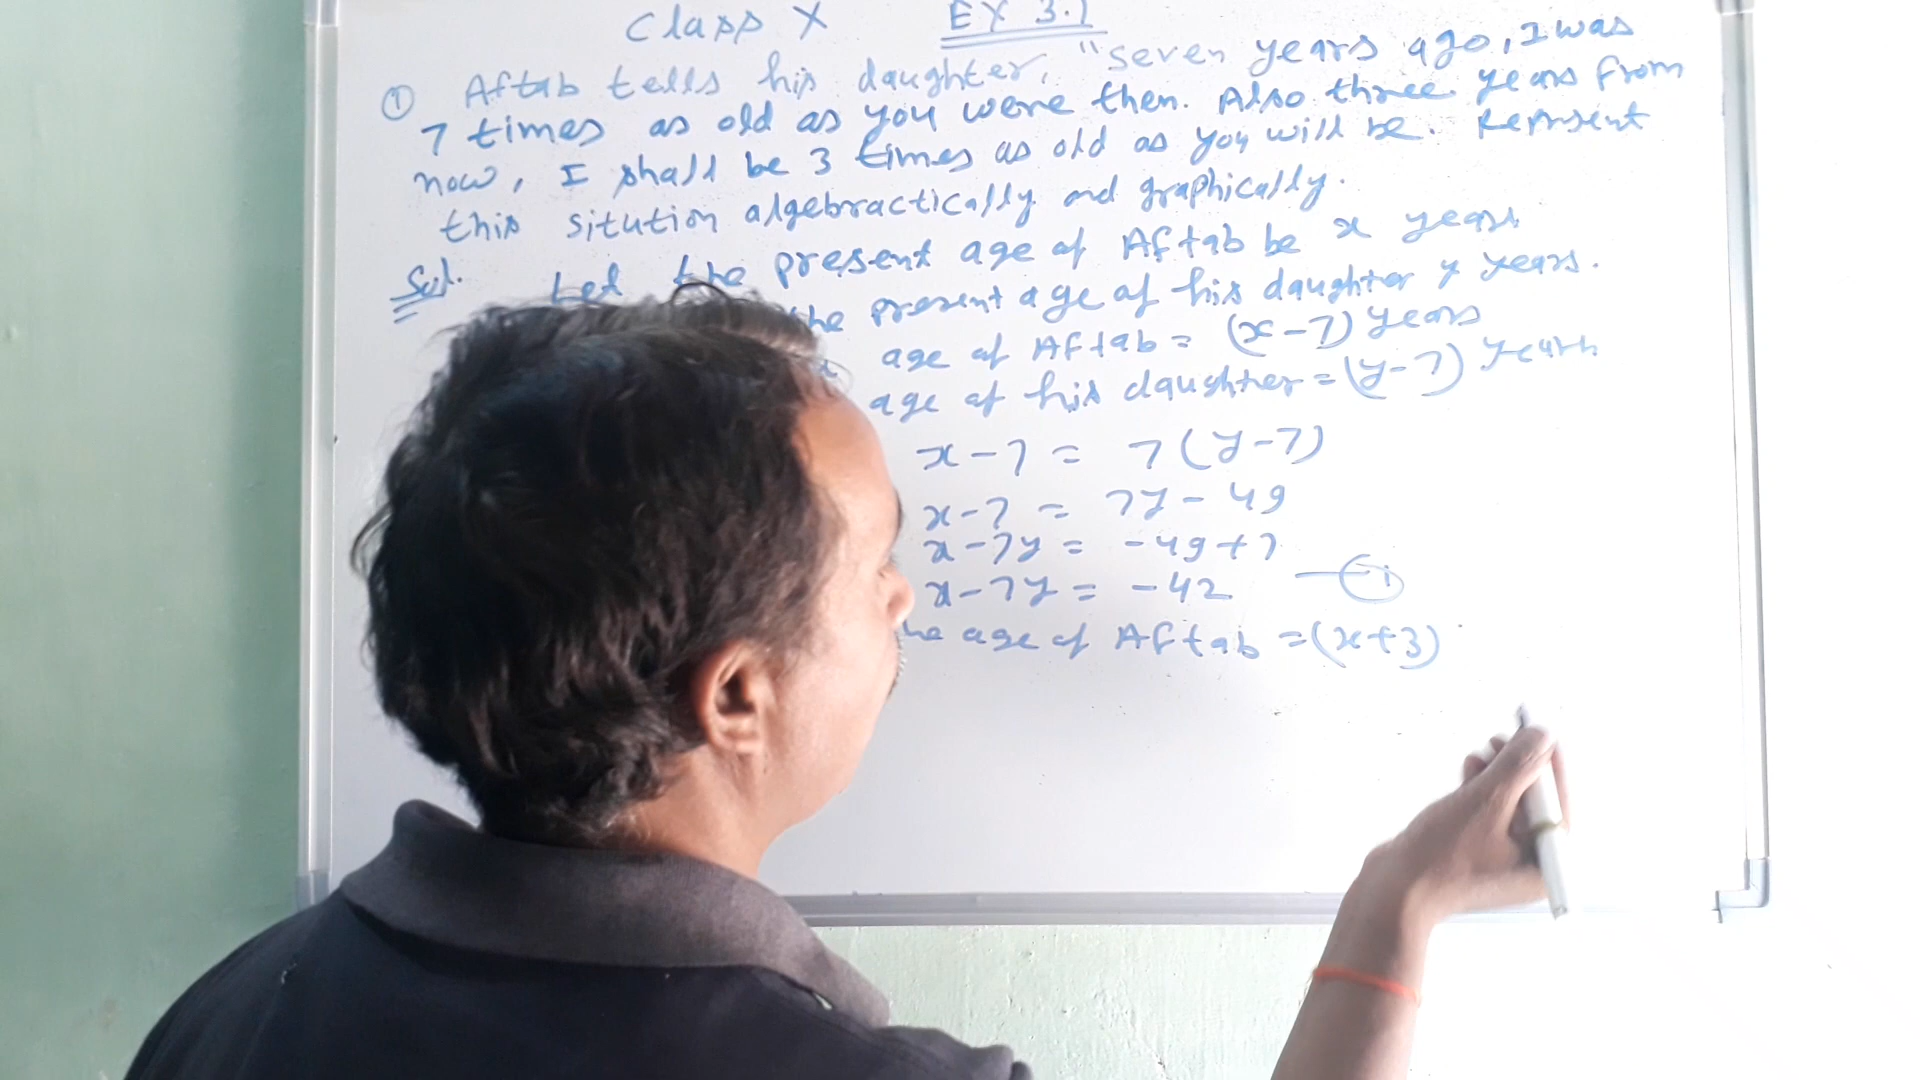 Class X EX 3.1
① Aftab tells his daughter, "seven years ago, I was
7 times as old as you were then. Also three years from
now, I shall be 3 times as old as you will be. Represent
this sitution algebractically and graphically.
Sol. Let the present age of Aftab be x years
the present age of his daughter y years.
age of Aftab = (x-7) years
age of his daughter = (y-7) years
x-7 = 7(y-7)
x-7 = 7y-49
x-7y = -49+7
x-7y = -42 —①
he age of Aftab = (x+3)